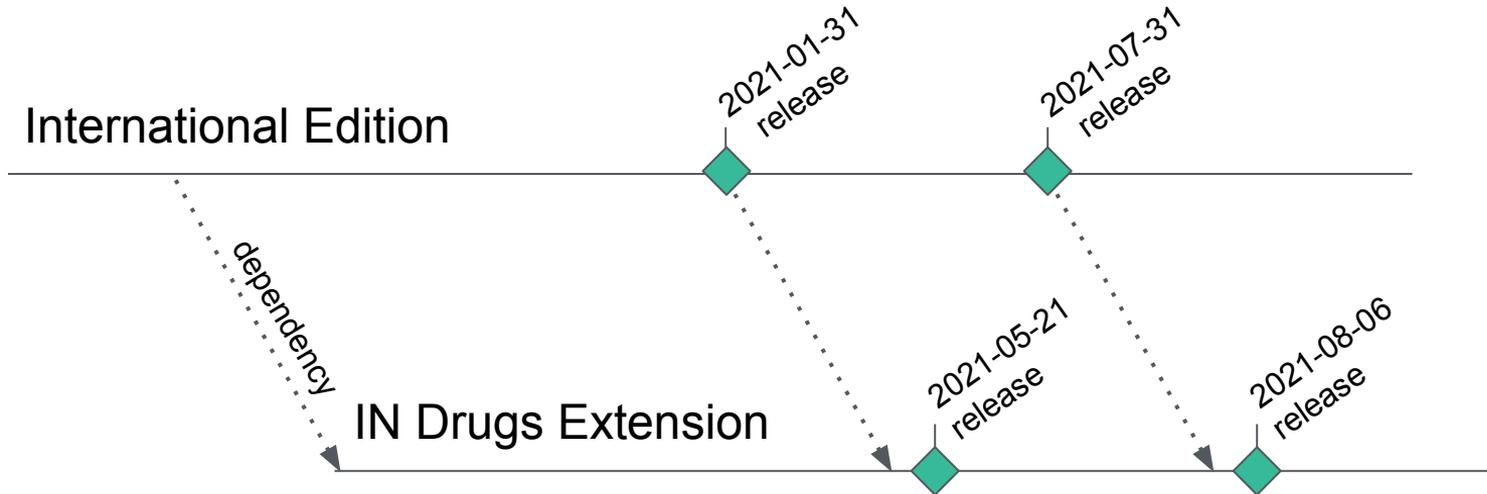 2021-01-31
release
2021-07-31
release
International Edition
dependency
2021-05-21
release
2021-08-06
release
IN Drugs Extension